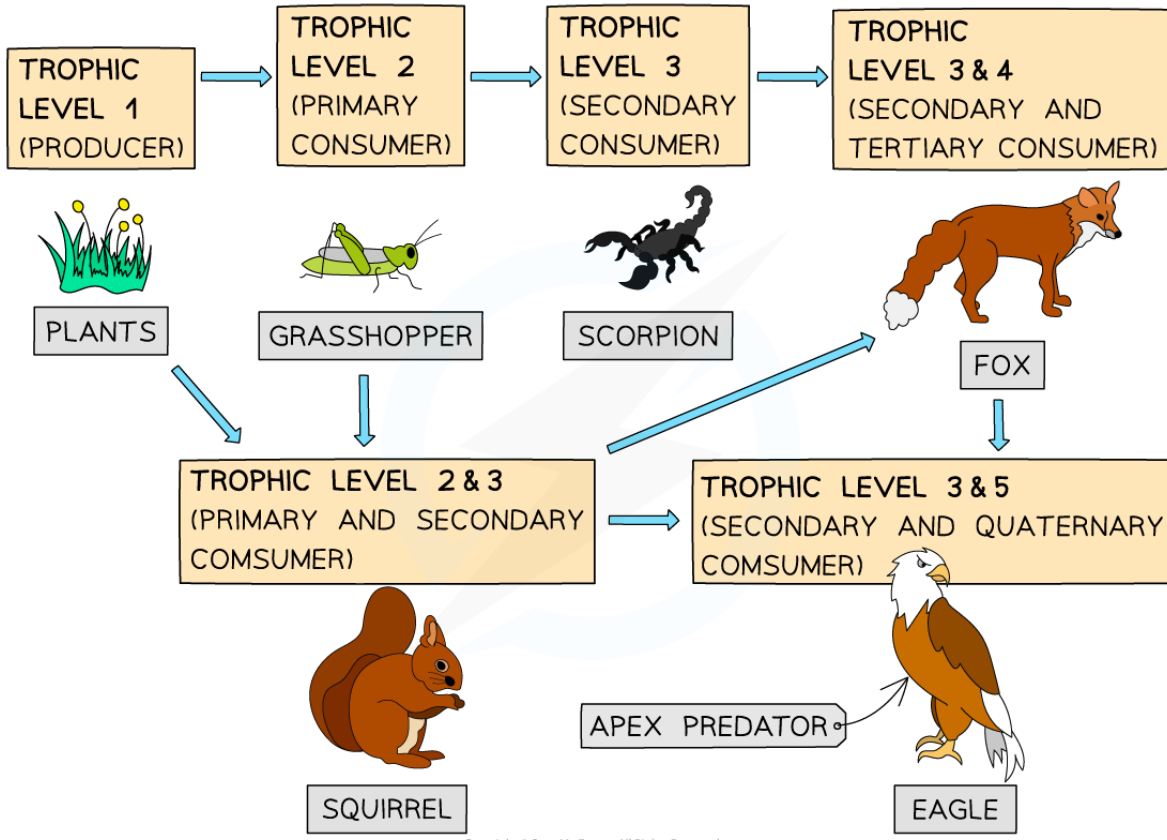 TROPHIC
LEVEL 1
(PRODUCER)
TROPHIC
LEVEL 2
(PRIMARY
CONSUMER)
TROPHIC
LEVEL 3
(SECONDARY
CONSUMER)
TROPHIC
LEVEL 3 & 4
(SECONDARY AND
TERTIARY CONSUMER)
PLANTS
GRASSHOPPER
SCORPION
FOX
TROPHIC LEVEL 2 & 3
(PRIMARY AND SECONDARY
COMSUMER)
TROPHIC LEVEL 3 & 5
(SECONDARY AND QUATERNARY
COMSUMER)
APEX PREDATOR
SQUIRREL
EAGLE